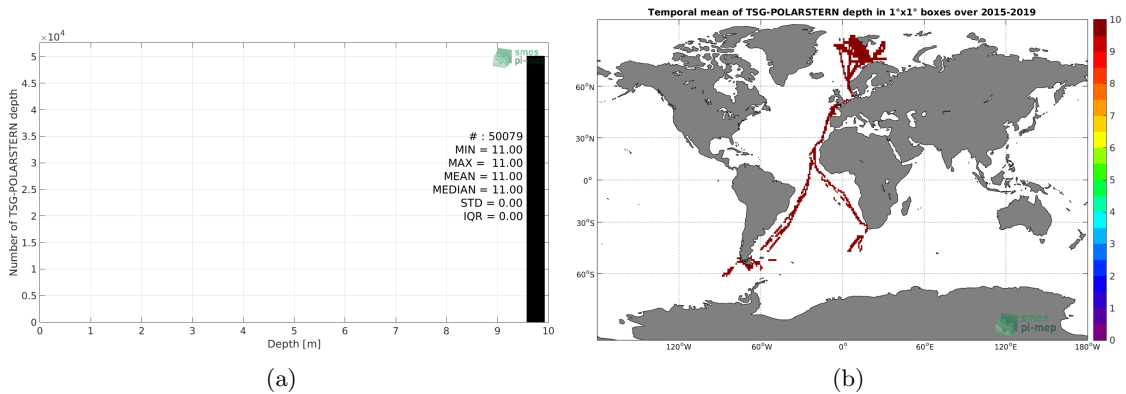 ×10⁴
5
4.5
4
3.5
3
2.5
2
1.5
1
0.5
0
Number of TSG-POLARSTERN depth
smos
pi-mep
# : 50079
MIN = 11.00
MAX = 11.00
MEAN = 11.00
MEDIAN = 11.00
STD = 0.00
IQR = 0.00
0 1 2 3 4 5 6 7 8 9 10
Depth [m]
(a)
Temporal mean of TSG-POLARSTERN depth in 1°x1° boxes over 2015-2019
60°N
30°N
0°
30°S
60°S
120°W 60°W 0° 60°E 120°E 180°W
smos
pi-mep
10
9
8
7
6
5
4
3
2
1
0
(b)